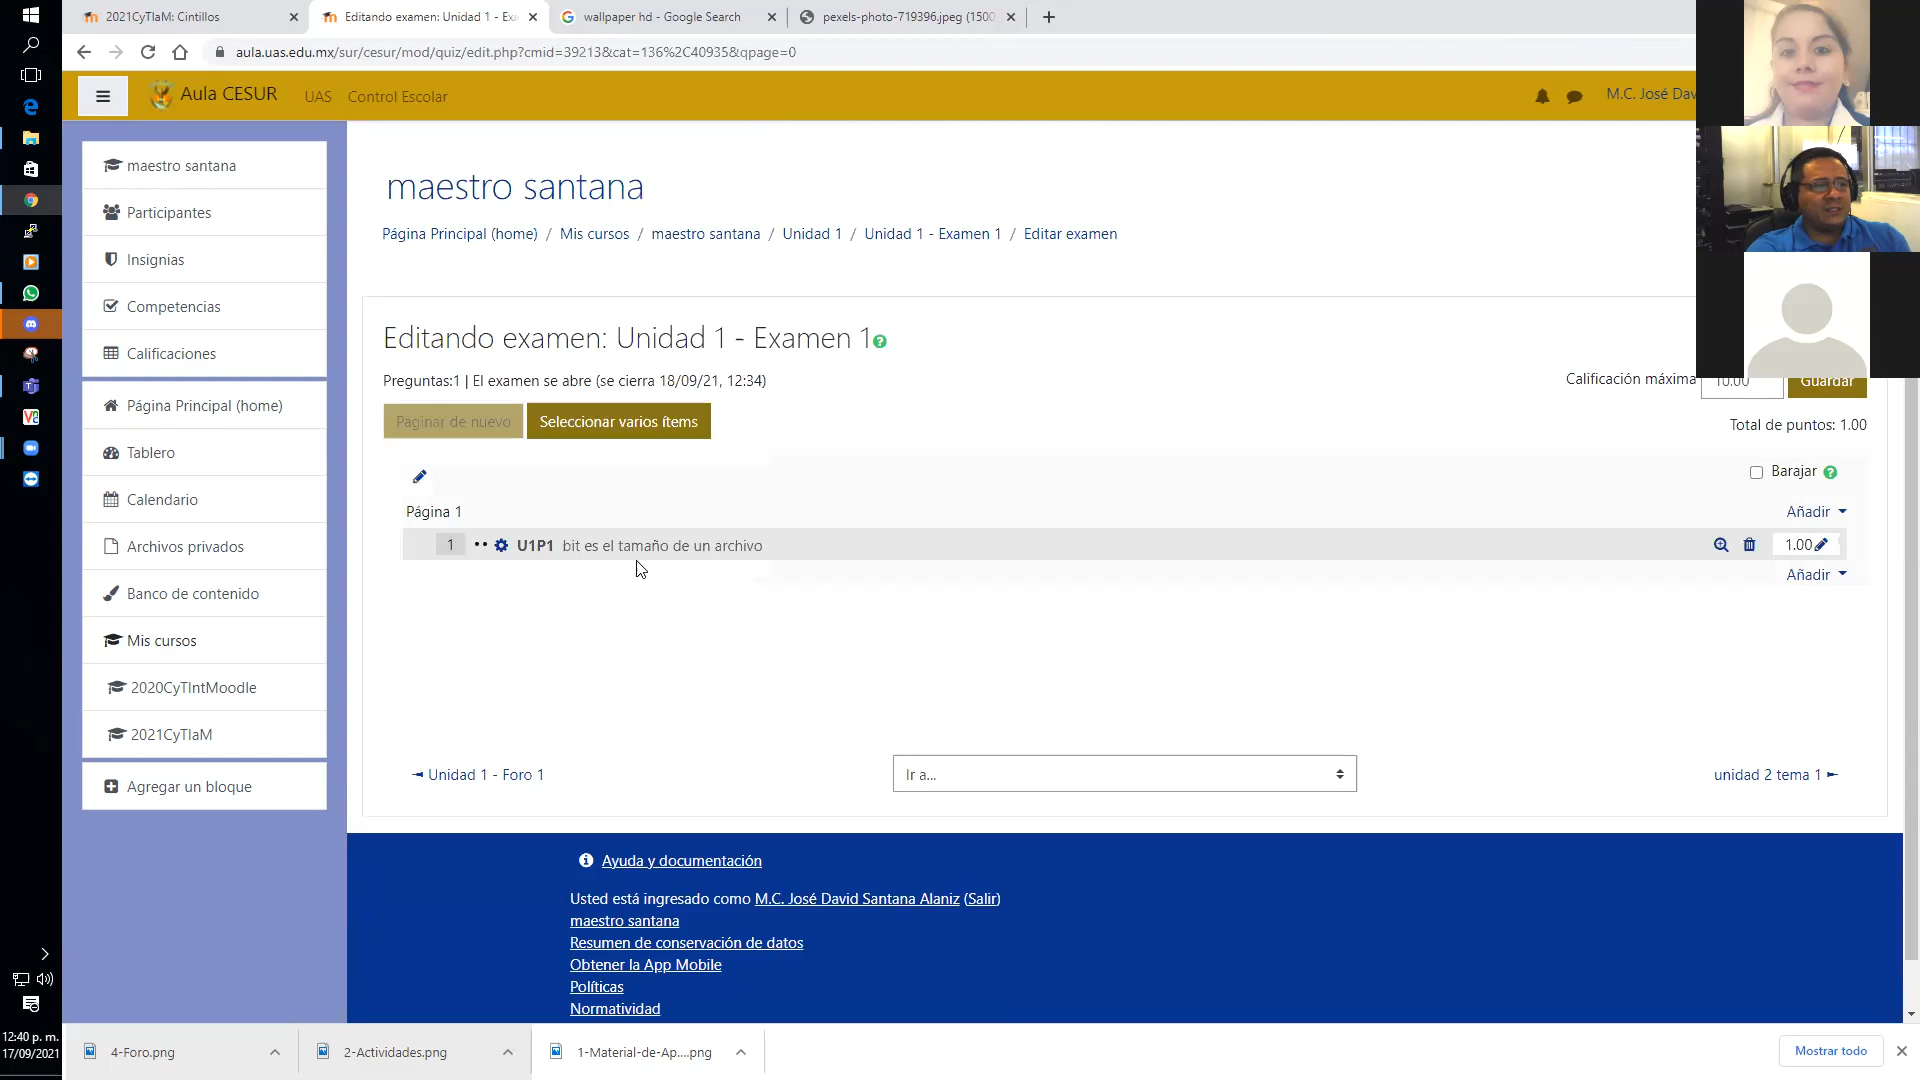 2021CyTIaM: Cintillos
Editando examen: Unidad 1 - Ex
wallpaper hd - Google Search
pexels-photo-719396.jpeg (1500
aula.uas.edu.mx/sur/cesur/mod/quiz/edit.php?cmid=39213&cat=136%2C40935&qpage=0
Aula CESUR
UAS
Control Escolar
M.C. José Dav
maestro santana
Participantes
Insignias
Competencias
Calificaciones
Página Principal (home)
Tablero
Calendario
Archivos privados
Banco de contenido
Mis cursos
2020CyTIntMoodle
2021CyTIaM
Agregar un bloque
maestro santana
Página Principal (home) / Mis cursos / maestro santana / Unidad 1 / Unidad 1 - Examen 1 / Editar examen
Editando examen: Unidad 1 - Examen 1
Preguntas:1 | El examen se abre (se cierra 18/09/21, 12:34)
Calificación máxima
10.00
Guardar
Paginar de nuevo
Seleccionar varios ítems
Total de puntos: 1.00
Barajar
Página 1
Añadir
1
U1P1 bit es el tamaño de un archivo
1.00
Añadir
Unidad 1 - Foro 1
Ir a...
unidad 2 tema 1
Ayuda y documentación
Usted está ingresado como M.C. José David Santana Alaniz (Salir)
maestro santana
Resumen de conservación de datos
Obtener la App Mobile
Políticas
Normatividad
12:40 p. m.
17/09/2021
4-Foro.png
2-Actividades.png
1-Material-de-Ap....png
Mostrar todo